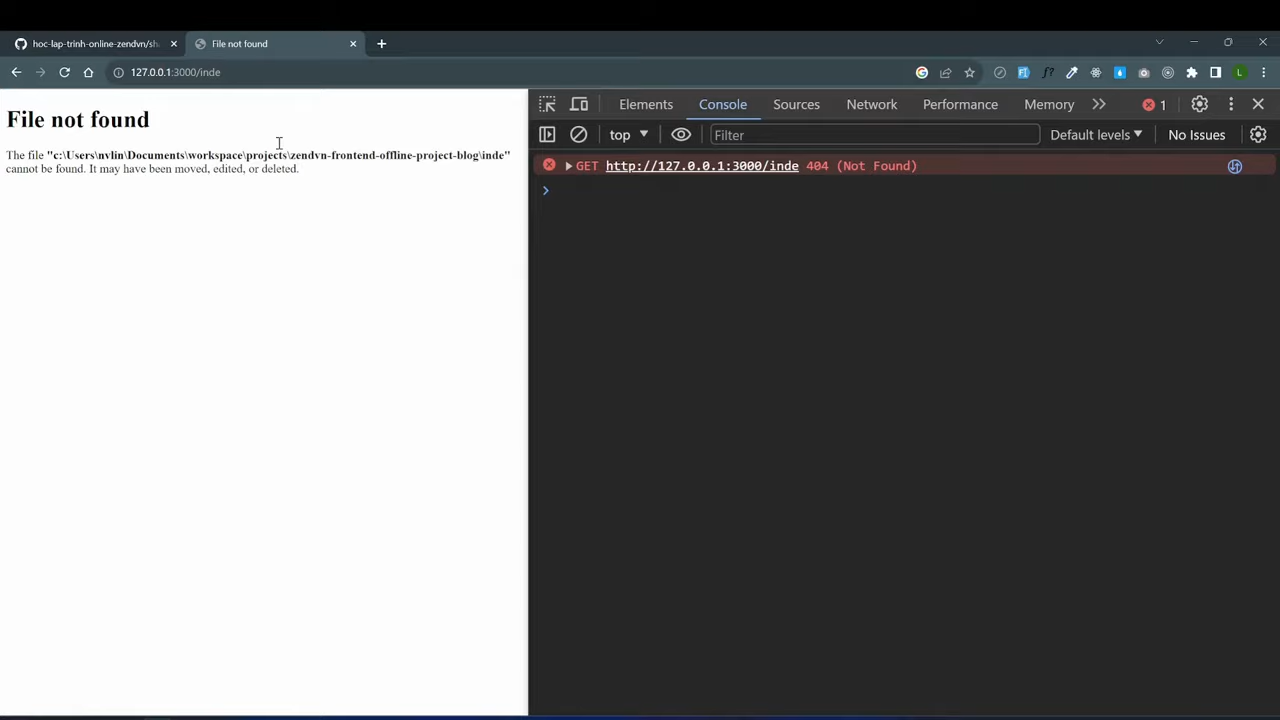 hoc-lap-trinh-online-zendvn/sh
File not found
127.0.0.1:3000/inde
File not found
The file "c:\Users\nvlin\Documents\workspace\projects\zendvn-frontend-offline-project-blog\inde"
cannot be found. It may have been moved, edited, or deleted.
Elements Console Sources Network Performance Memory 1
top Filter Default levels No Issues
GET http://127.0.0.1:3000/inde 404 (Not Found)
f?
L